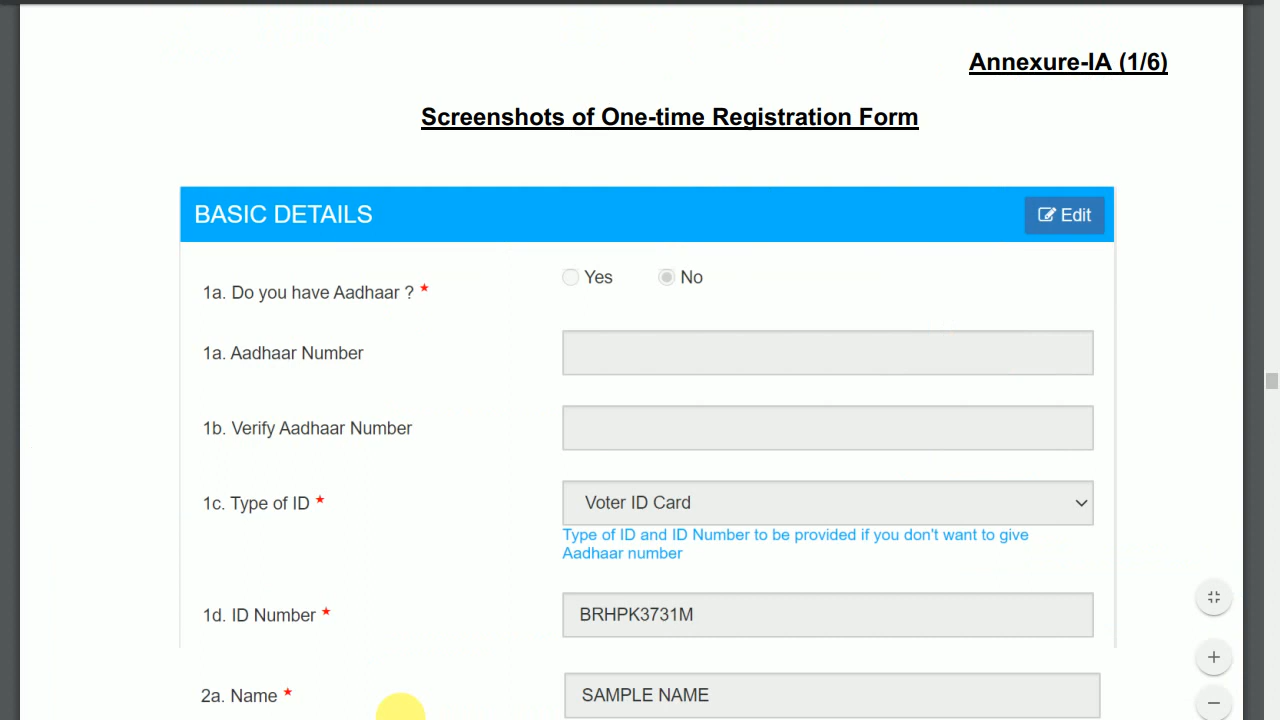 Annexure-IA (1/6)
Screenshots of One-time Registration Form
BASIC DETAILS
Edit
1a. Do you have Aadhaar ? *
Yes No
1a. Aadhaar Number
1b. Verify Aadhaar Number
1c. Type of ID *
Voter ID Card
Type of ID and ID Number to be provided if you don't want to give
Aadhaar number
1d. ID Number *
BRHPK3731M
2a. Name *
SAMPLE NAME